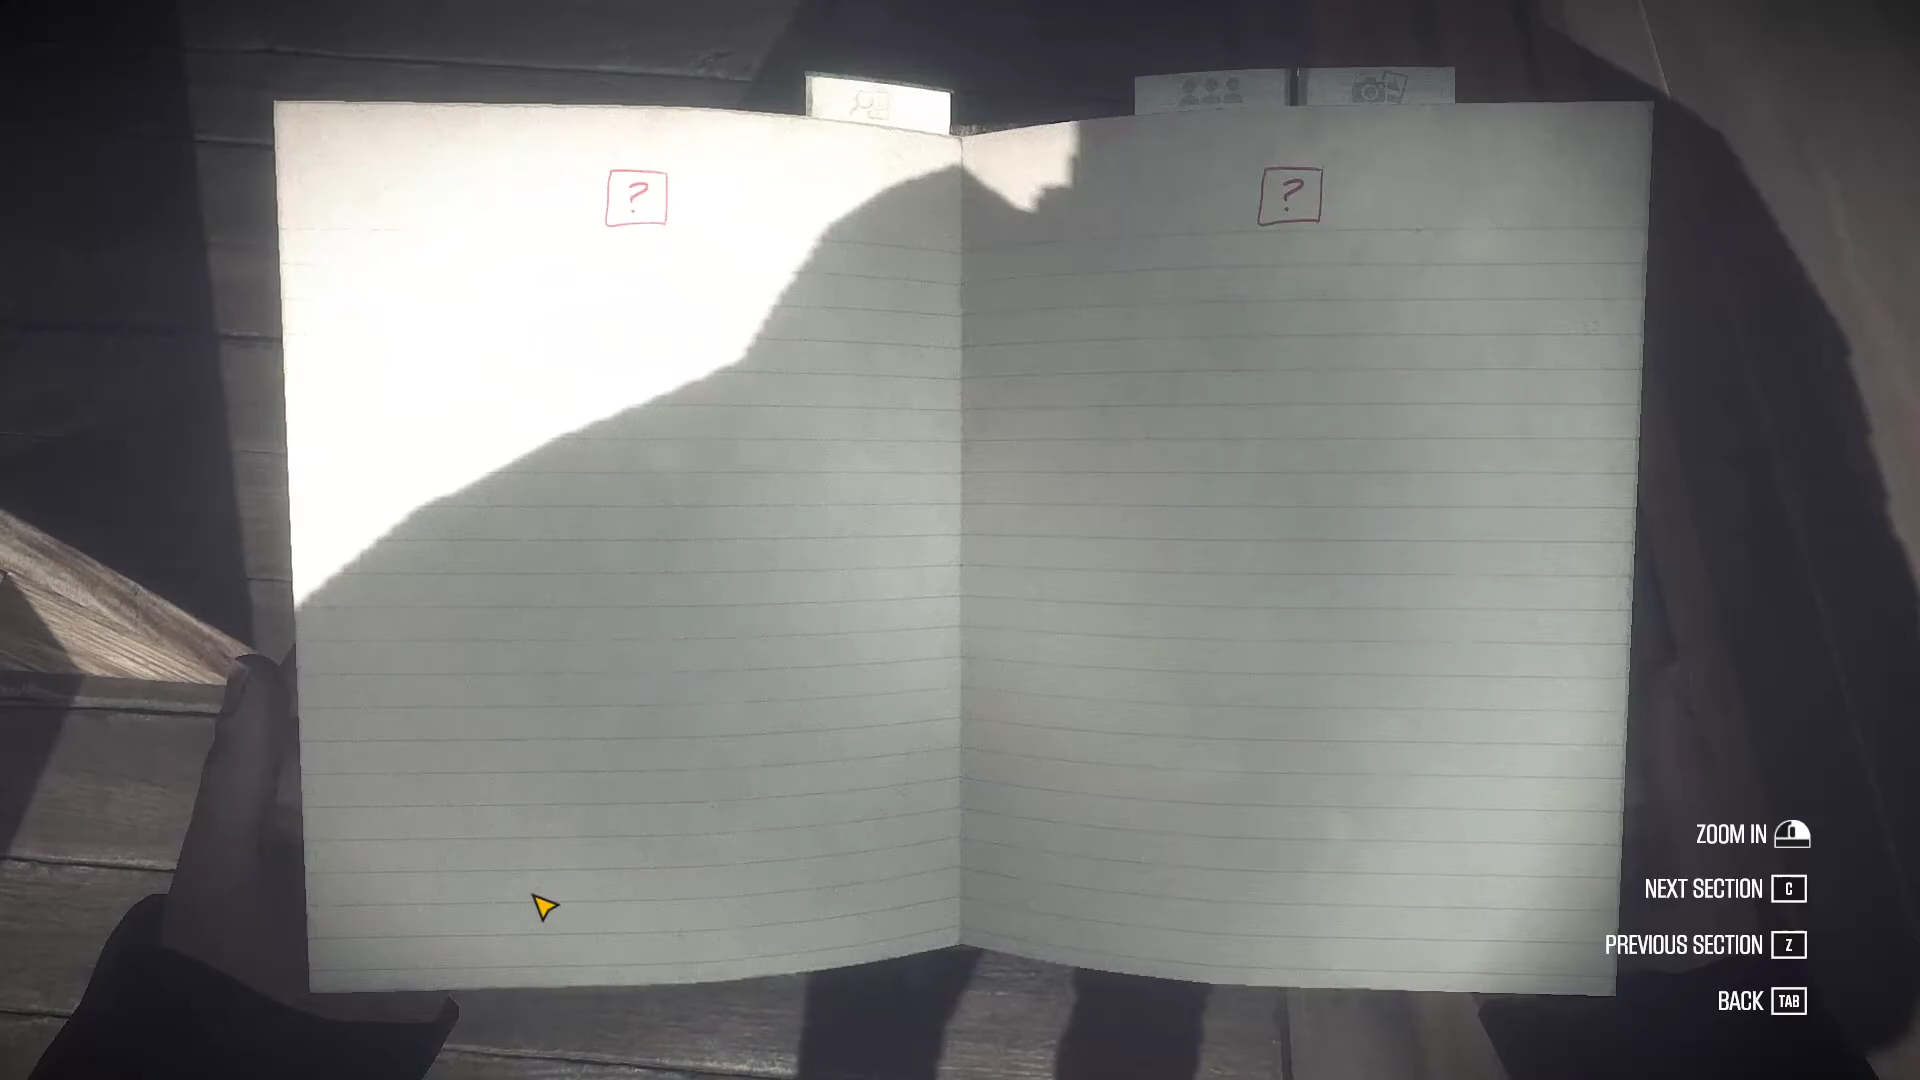 ?
?
ZOOM IN
NEXT SECTION C
PREVIOUS SECTION Z
BACK TAB